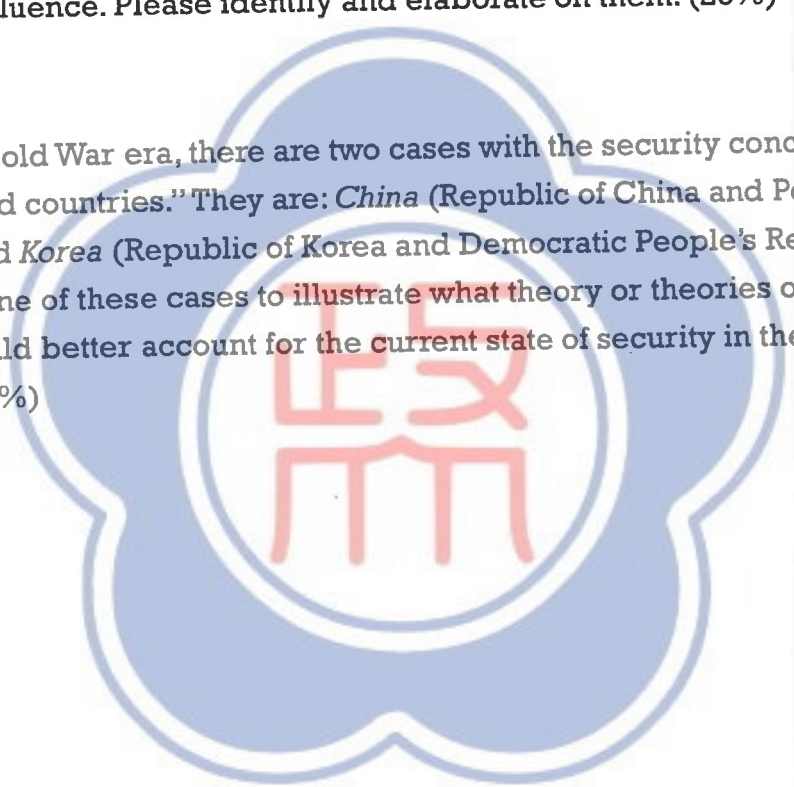 luence. Please identify and elaborate on them. (20%)
old War era, there are two cases with the security conc
d countries.” They are: China (Republic of China and Pe
d Korea (Republic of Korea and Democratic People’s Re
ne of these cases to illustrate what theory or theories o
ld better account for the current state of security in the
%)
政
大